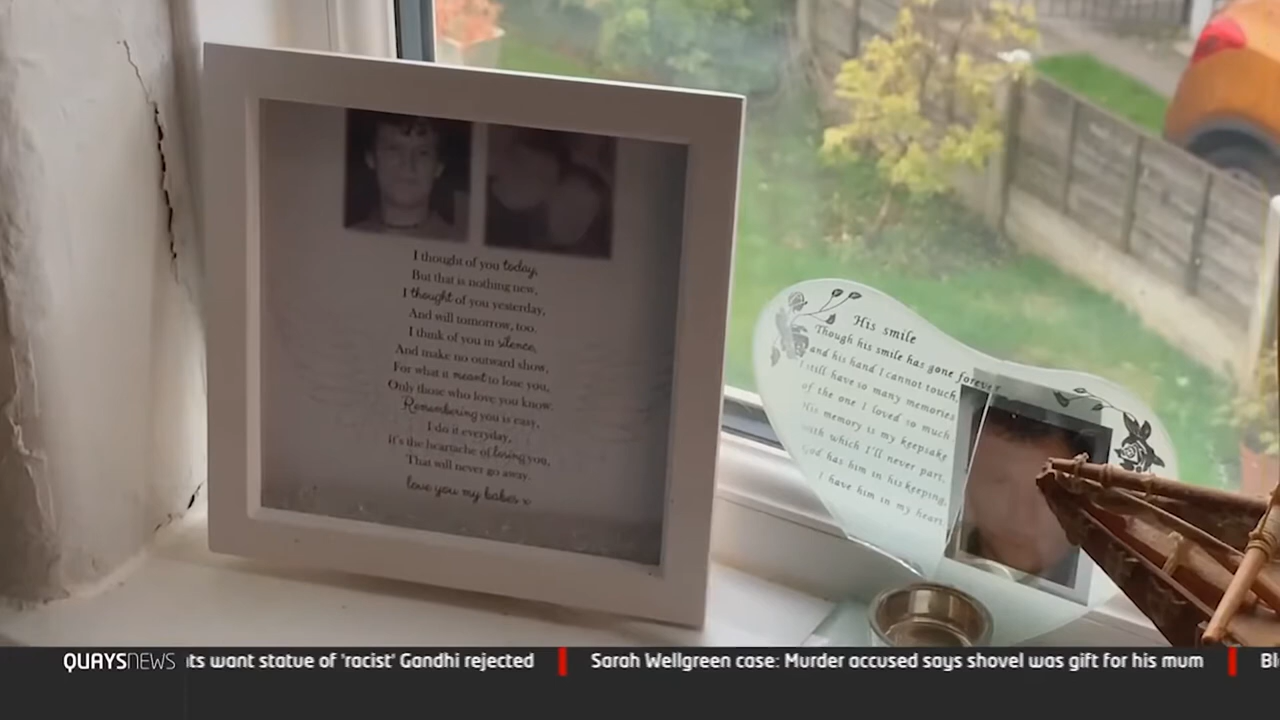 I thought of you today,
But that is nothing new,
I thought of you yesterday,
And will tomorrow, too.
I think of you in silence,
And make no outward show,
For what it meant to lose you,
Only those who love you know.
Remembering you is easy,
I do it everyday,
It's the heartache of losing you,
That will never go away.
love you my babes x
His smile
Though his smile has gone forever
and his hand I cannot touch,
I still have so many memories
of the one I loved so much
His memory is my keepsake
with which I'll never part,
God has him in his keeping,
I have him in my heart.
QUAYSNEWS
ts want statue of 'racist' Gandhi rejected
Sarah Wellgreen case: Murder accused says shovel was gift for his mum
Bl